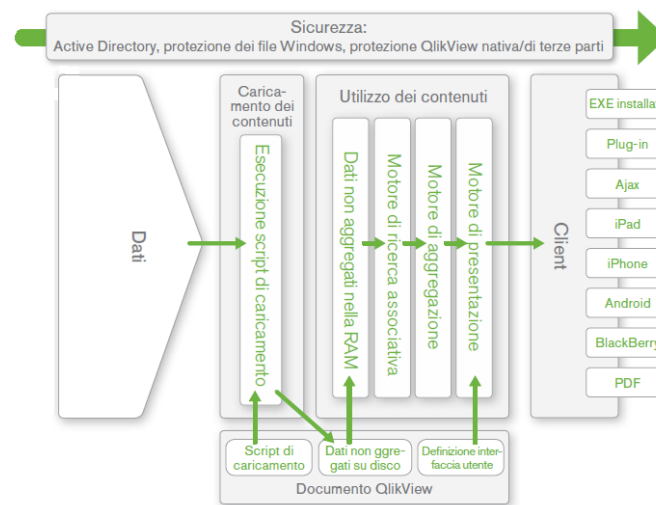 Sicurezza:
Active Directory, protezione dei file Windows, protezione QlikView nativa/di terze parti
Dati
Carica-
mento dei
contenuti
Esecuzione script di caricamento
Utilizzo dei contenuti
Dati non aggregati nella RAM
Motore di ricerca associativa
Motore di aggregazione
Motore di presentazione
Client
EXE installat
Plug-in
Ajax
iPad
iPhone
Android
BlackBerry
PDF
Script di
caricamento
Dati non ggre-
gati su disco
Definizione inter-
faccia utente
Documento QlikView